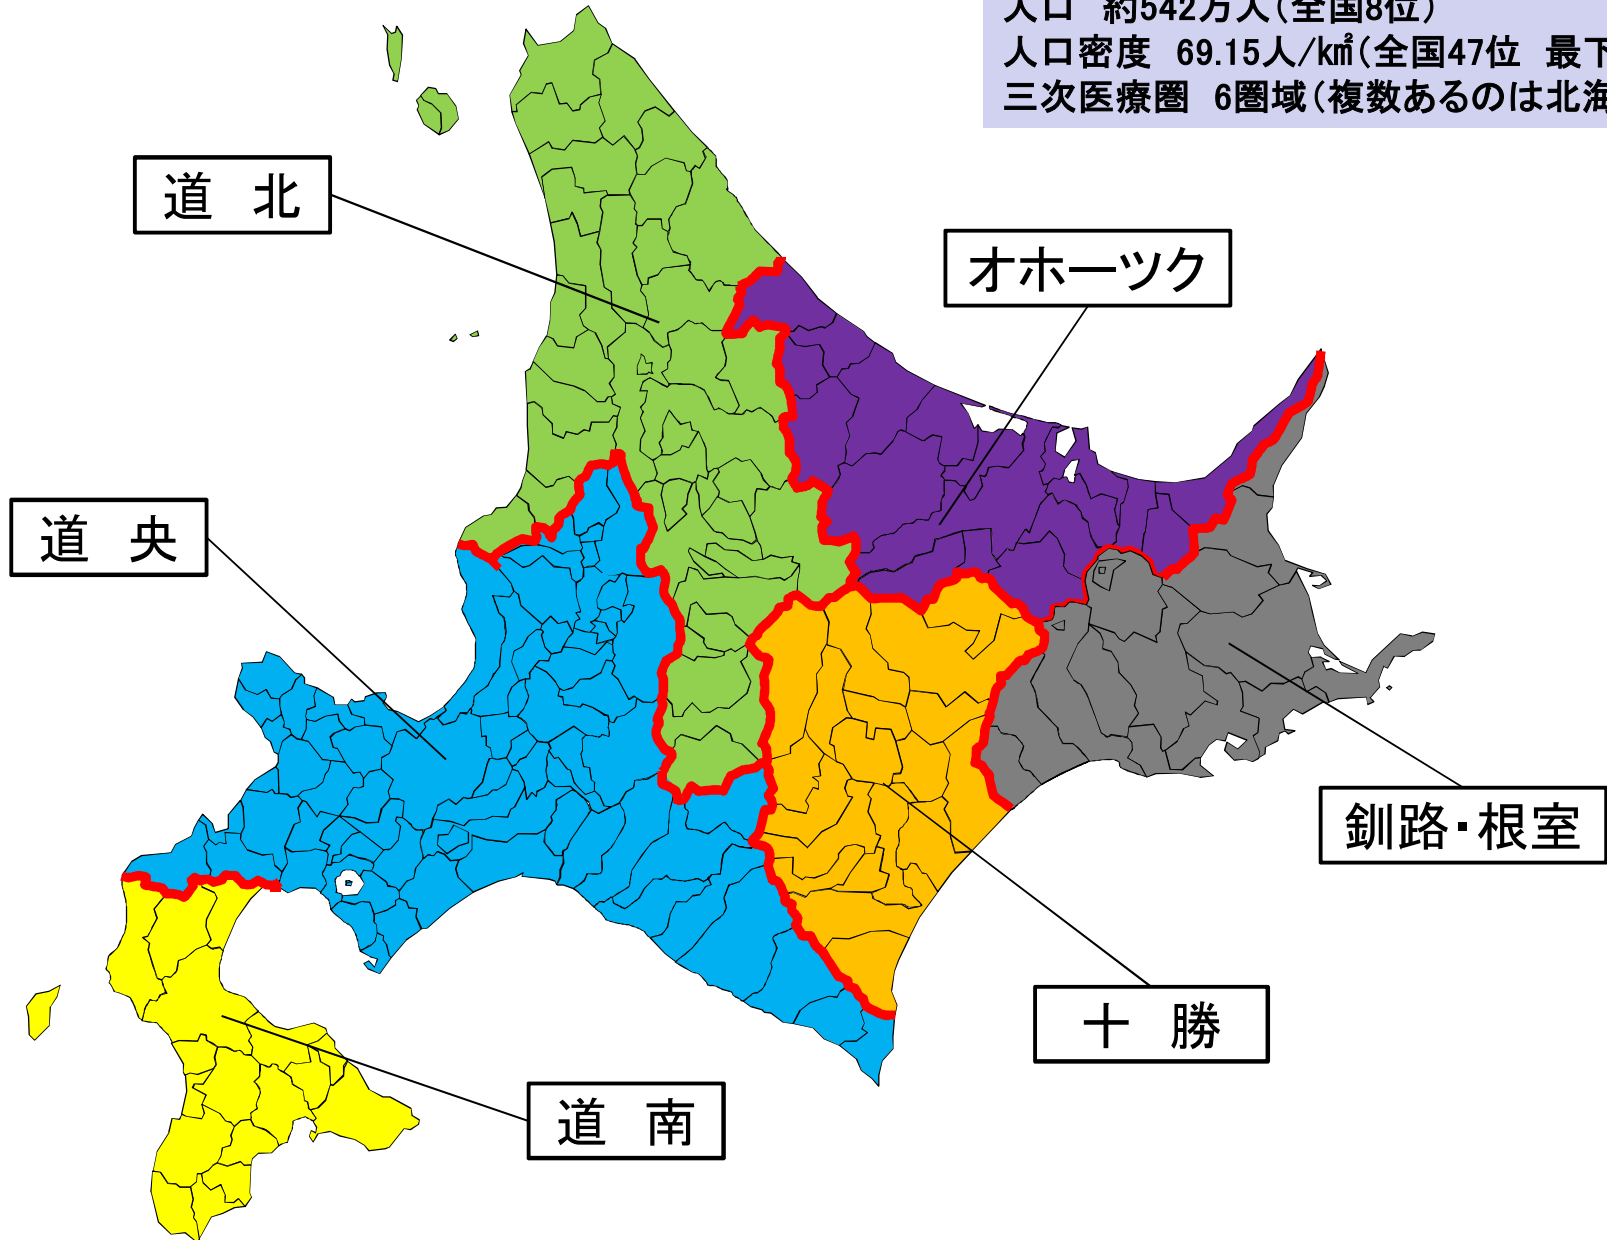 人口 約542万人(全国8位)
人口密度 69.15人/㎢(全国47位 最下
三次医療圏 6圏域(複数あるのは北海
道 北
オホーツク
道 央
釧路・根室
十 勝
道 南